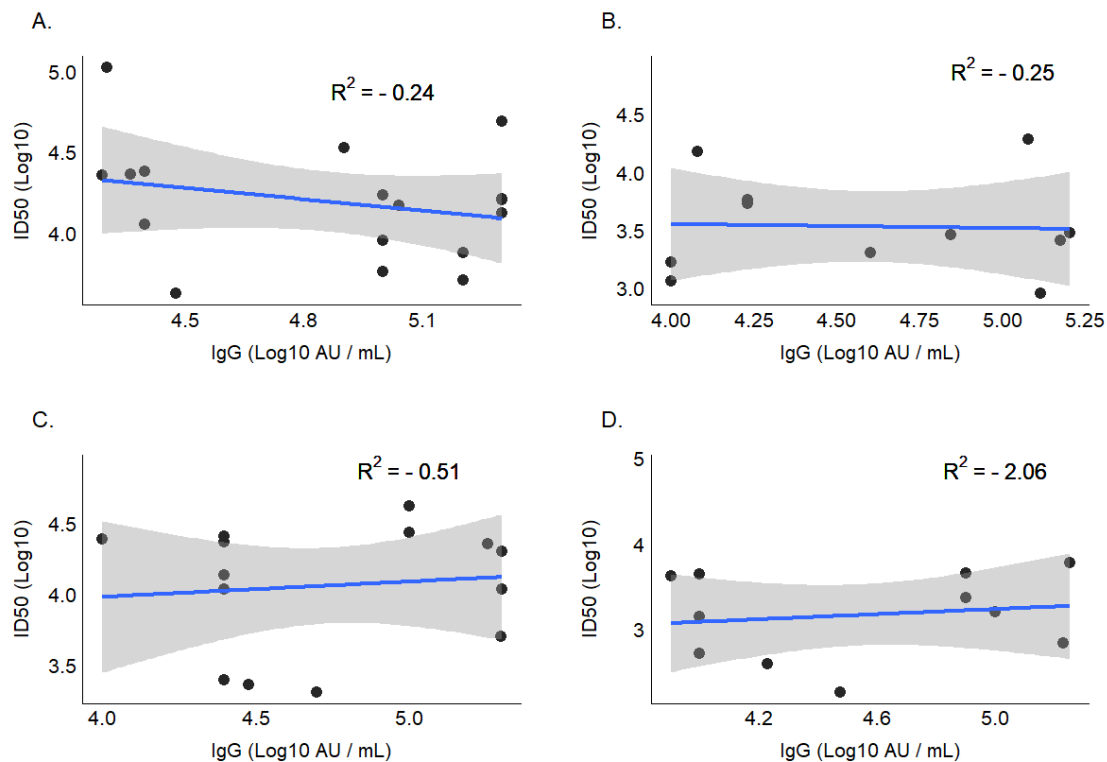 A.
R² = - 0.24
5.0
4.5
4.0
ID50 (Log10)
4.5 4.8 5.1
IgG (Log10 AU / mL)
B.
R² = - 0.25
4.5
4.0
3.5
3.0
ID50 (Log10)
4.00 4.25 4.50 4.75 5.00 5.25
IgG (Log10 AU / mL)
C.
R² = - 0.51
4.5
4.0
3.5
ID50 (Log10)
4.0 4.5 5.0
IgG (Log10 AU / mL)
D.
R² = - 2.06
5
4
3
ID50 (Log10)
4.2 4.6 5.0
IgG (Log10 AU / mL)